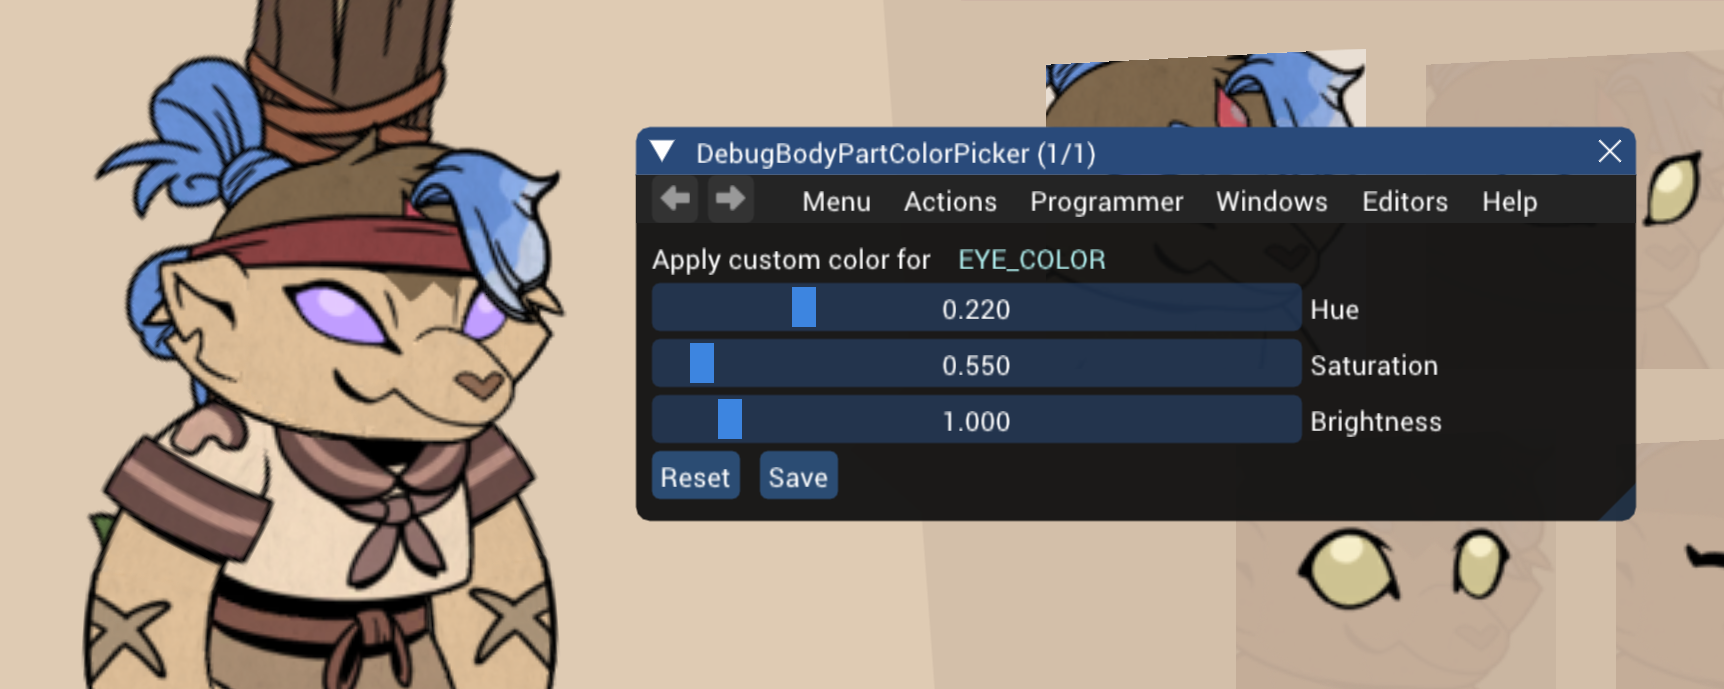 DebugBodyPartColorPicker (1/1)
Menu Actions Programmer Windows Editors Help
Apply custom color for EYE_COLOR
0.220 Hue
0.550 Saturation
1.000 Brightness
Reset Save